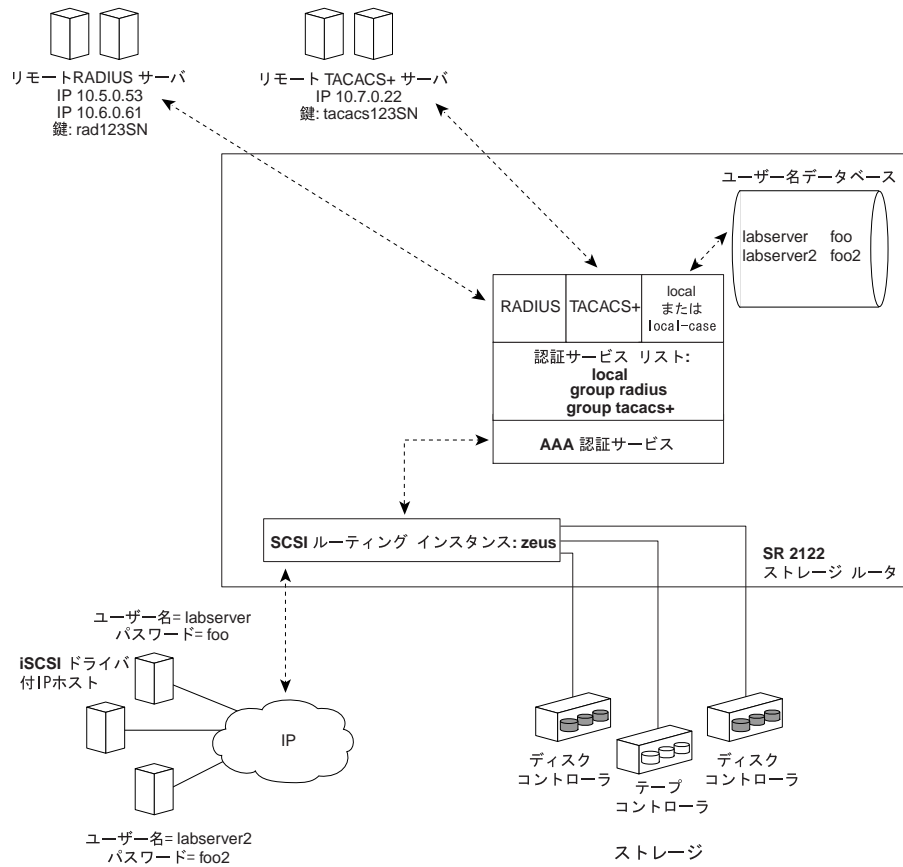 リモートRADIUS サーバ
IP 10.5.0.53
IP 10.6.0.61
鍵: rad123SN
リモート TACACS+ サーバ
IP 10.7.0.22
鍵: tacacs123SN
ユーザー名データベース
labserver foo
labserver2 foo2
RADIUS
TACACS+
local
または
local-case
認証サービス リスト:
local
group radius
group tacacs+
AAA 認証サービス
SCSI ルーティング インスタンス: zeus
SR 2122
ストレージ ルータ
ユーザー名= labserver
パスワード= foo
iSCSI ドライバ
付IPホスト
IP
ユーザー名= labserver2
パスワード= foo2
ディスク
コントローラ
テープ
コントローラ
ディスク
コントローラ
ストレージ